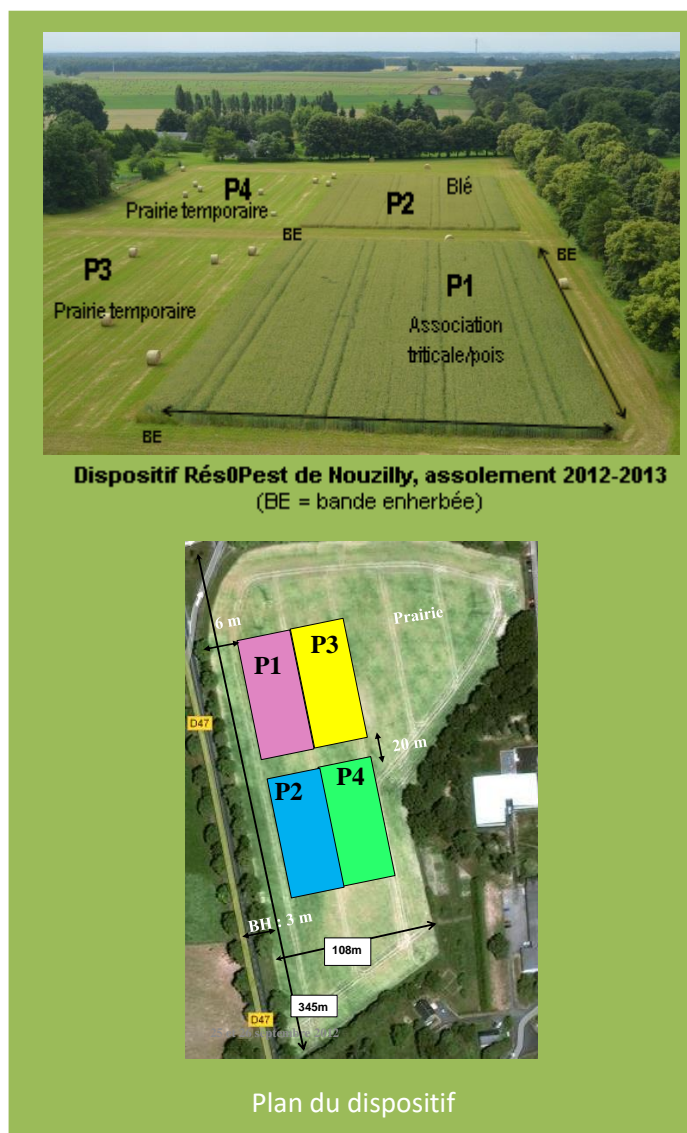 P4
Prairie temporaire
P2
Blé
BE
BE
P3
Prairie temporaire
P1
Association
triticale/pois
BE
Dispositif Rés0Pest de Nouzilly, assolement 2012-2013
(BE = bande enherbée)
6 m
Prairie
P1
P3
D47
20 m
P2
P4
BH : 3 m
108m
345m
D47
2012
Plan du dispositif